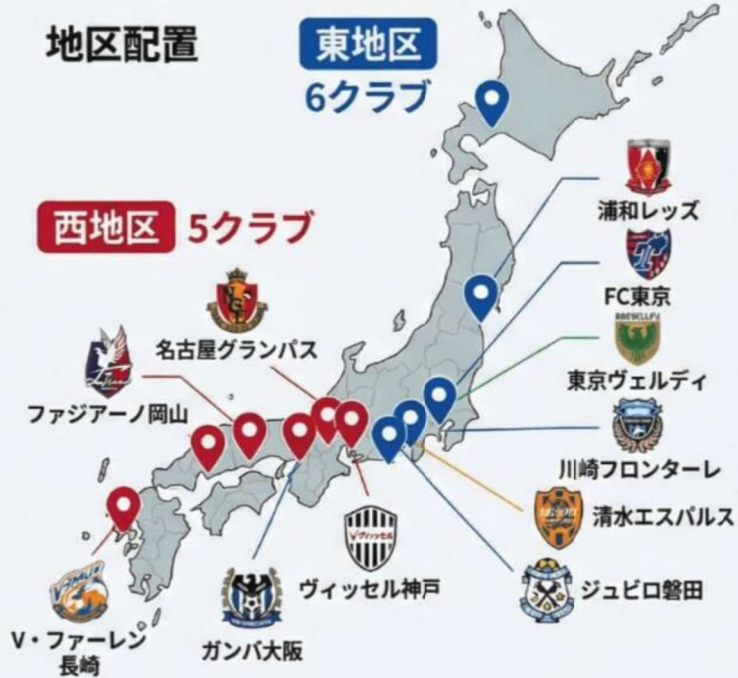 地区配置
東地区
6クラブ
西地区 5クラブ
浦和レッズ
FC東京
東京ヴェルディ
川崎フロンターレ
清水エスパルス
ジュビロ磐田
名古屋グランパス
ファジアーノ岡山
ヴィッセル神戸
ガンバ大阪
V・ファーレン
長崎